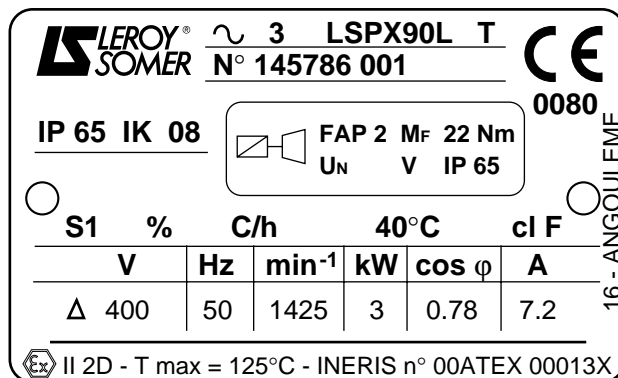 LEROY® SOMER
∿ 3 LSPX90L T
N° 145786 001
CE
0080
IP 65 IK 08
FAP 2 MF 22 Nm
UN V IP 65
S1 % C/h 40°C cl F
V Hz min-1 kW cos φ A
Δ 400 50 1425 3 0.78 7.2
Ex II 2D - T max = 125°C - INERIS n° 00ATEX 00013X
16 - ANGOULEME